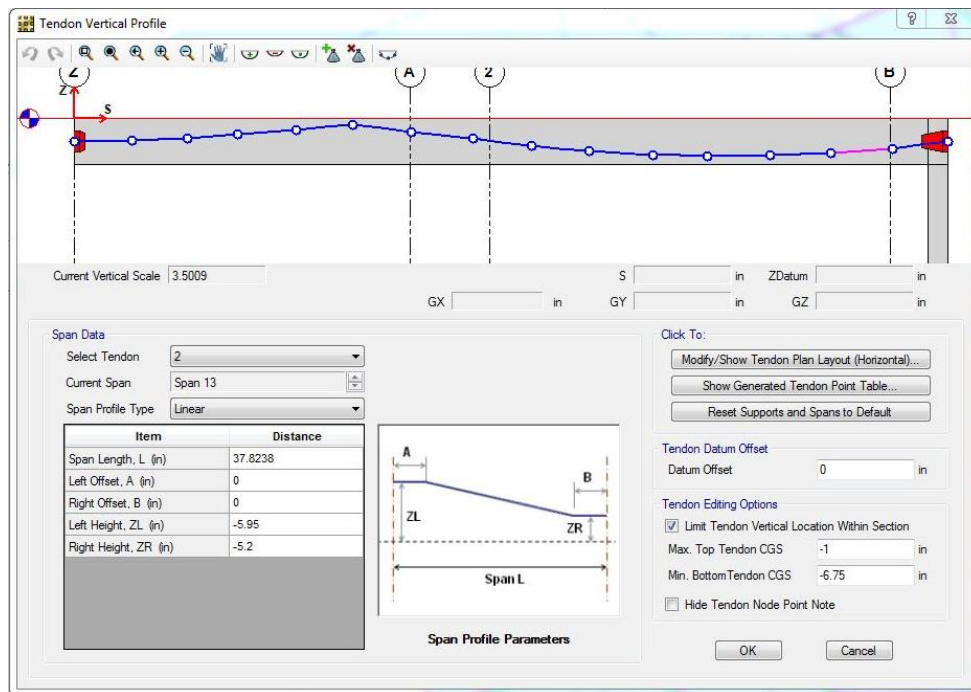 Tendon Vertical Profile
Z A 2 B
Z
S
Current Vertical Scale 3.5009 S in ZDatum in
GX in GY in GZ in
Span Data
Select Tendon 2
Current Span Span 13
Span Profile Type Linear
Item Distance
Span Length, L (in) 37.8238
Left Offset, A (in) 0
Right Offset, B (in) 0
Left Height, ZL (in) -5.95
Right Height, ZR (in) -5.2
A
B
ZL
ZR
Span L
Span Profile Parameters
Click To:
Modify/Show Tendon Plan Layout (Horizontal)...
Show Generated Tendon Point Table...
Reset Supports and Spans to Default
Tendon Datum Offset
Datum Offset 0 in
Tendon Editing Options
Limit Tendon Vertical Location Within Section
Max. Top Tendon CGS -1 in
Min. BottomTendon CGS -6.75 in
Hide Tendon Node Point Note
OK Cancel